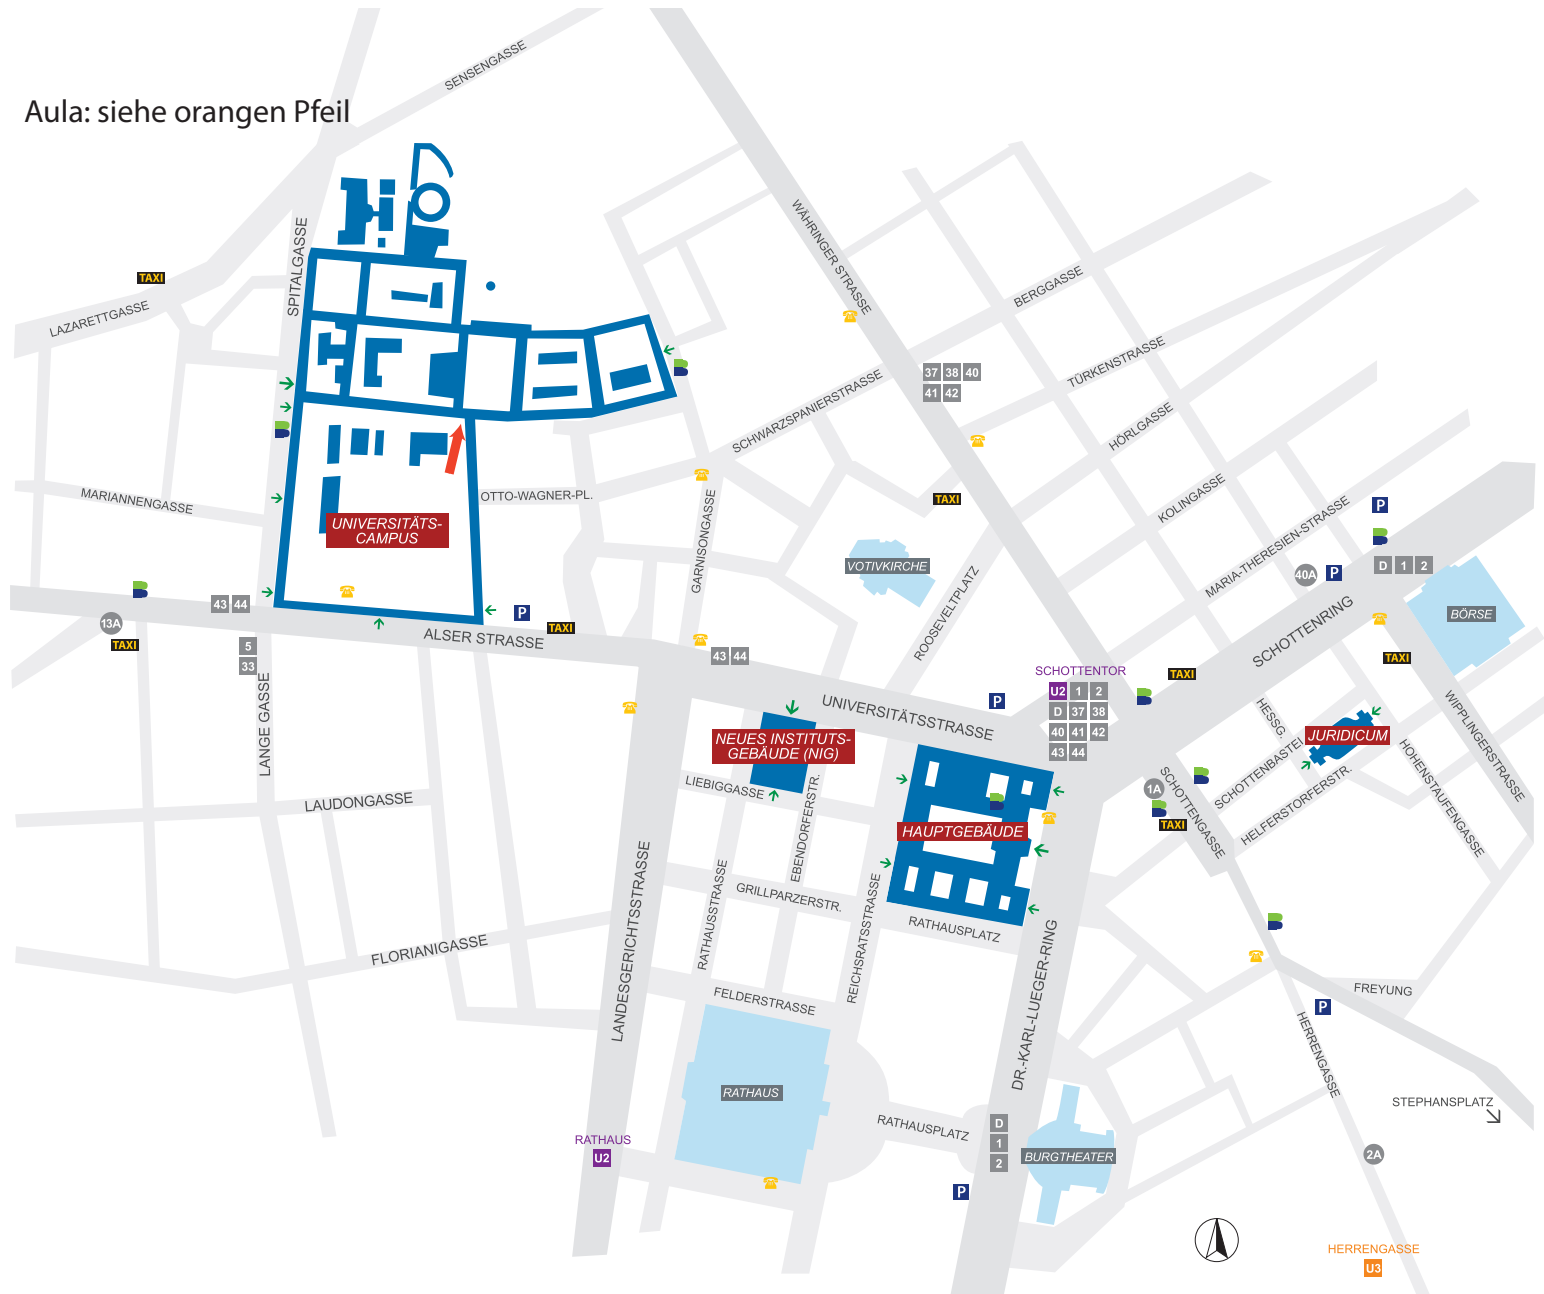 SENSENGASSE
Aula: siehe orangen Pfeil
SPITALGASSE
WÄHRINGER STRASSE
TAXI
LAZARETTGASSE
BERGGASSE
TÜRKENSTRASSE
37 38 40
41 42
SCHWARZSPANIERSTRASSE
HÖRLGASSE
MARIANNENGASSE
OTTO-WAGNER-PL.
GARNISONGASSE
TAXI
KOLINGASSE
MARIA-THERESIEN-STRASSE
P
UNIVERSITÄTS-
CAMPUS
VOTIVKIRCHE
ROOSEVELTPLATZ
D 1 2
40A
P
BÖRSE
43 44
13A
TAXI
P
TAXI
ALSER STRASSE
5
33
43 44
SCHOTTENRING
TAXI
SCHOTTENTOR
U2 1 2
D 37 38
40 41 42
43 44
TAXI
P
LANGE GASSE
UNIVERSITÄTSSTRASSE
HESSG.
WIPPLINGERSTRASSE
NEUES INSTITUTS-
GEBÄUDE (NIG)
JURIDICUM
SCHOTTENBASTEI
HOHENSTAUFENGASSE
LIEBIGGASSE
EBENDORFERSTR.
1A
TAXI
SCHOTTENGASSE
HELFERSTORFERSTR.
LAUDONGASSE
HAUPTGEBÄUDE
LANDESGERICHTSSTRASSE
RATHAUSSTRASSE
GRILLPARZERSTR.
REICHSRATSSTRASSE
RATHAUSPLATZ
FLORIANIGASSE
DR.-KARL-LUEGER-RING
FELDERSTRASSE
FREYUNG
P
HERRENGASSE
RATHAUS
STEPHANSPLATZ
RATHAUSPLATZ
D
1
2
BURGTHEATER
RATHAUS
U2
2A
P
HERRENGASSE
U3